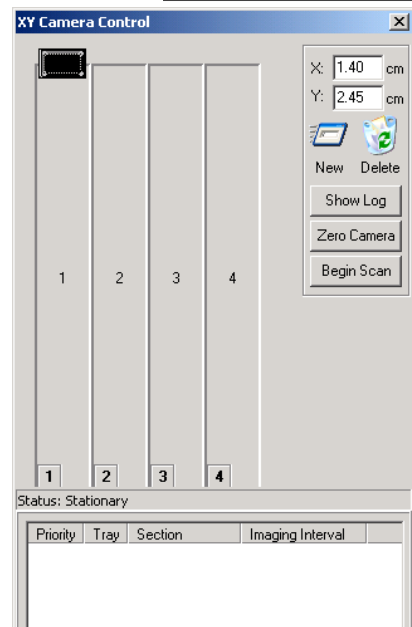 XY Camera Control
X: 1.40 cm
Y: 2.45 cm
New Delete
Show Log
Zero Camera
Begin Scan
1 2 3 4
1 2 3 4
Status: Stationary
Priority Tray Section Imaging Interval